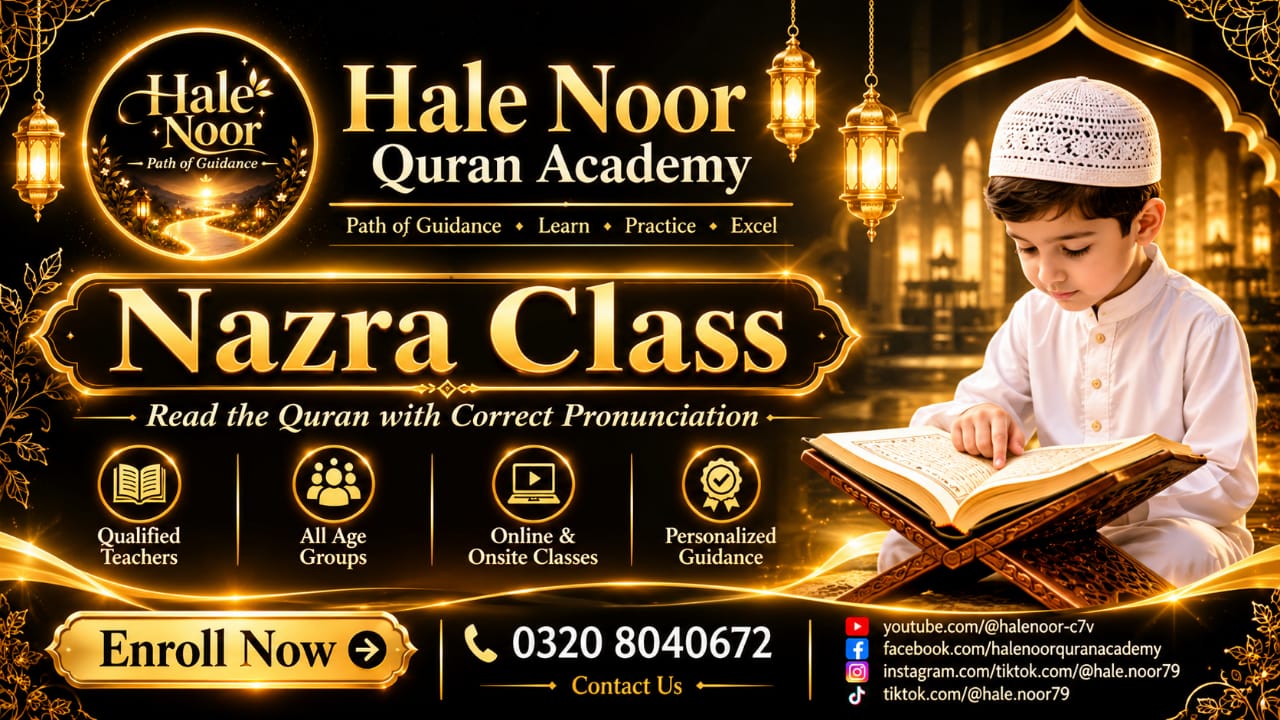 Hale
Noor
Path of Guidance
Hale Noor
Quran Academy
Path of Guidance • Learn • Practice • Excel
Nazra Class
Read the Quran with Correct Pronunciation
Qualified
Teachers
All Age
Groups
Online &
Onsite Classes
Personalized
Guidance
Enroll Now
0320 8040672
Contact Us
youtube.com/@halenoor-c7v
facebook.com/halenoorquranacademy
instagram.com/tiktok.com/@hale.noor79
tiktok.com/@hale.noor79